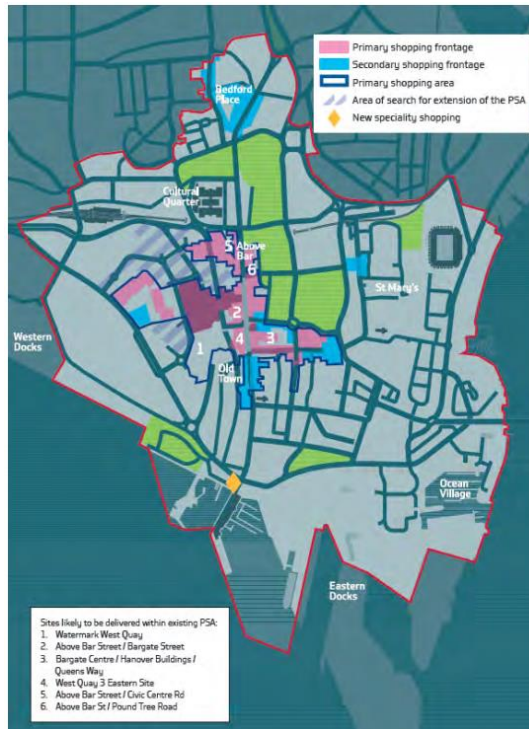 Primary shopping frontage
Secondary shopping frontage
Primary shopping area
Area of search for extension of the PSA
New speciality shopping
Bedford
Place
Cultural
Quarter
5 Above
Bar
6
St Mary's
2
Western
Docks
1
4
3
Old
Town
Ocean
Village
Eastern
Docks
Sites likely to be delivered within existing PSA:
1. Watermark West Quay
2. Above Bar Street / Bargate Street
3. Bargate Centre / Hanover Buildings /
Queens Way
4. West Quay 3 Eastern Site
5. Above Bar Street / Civic Centre Rd
6. Above Bar St / Pound Tree Road